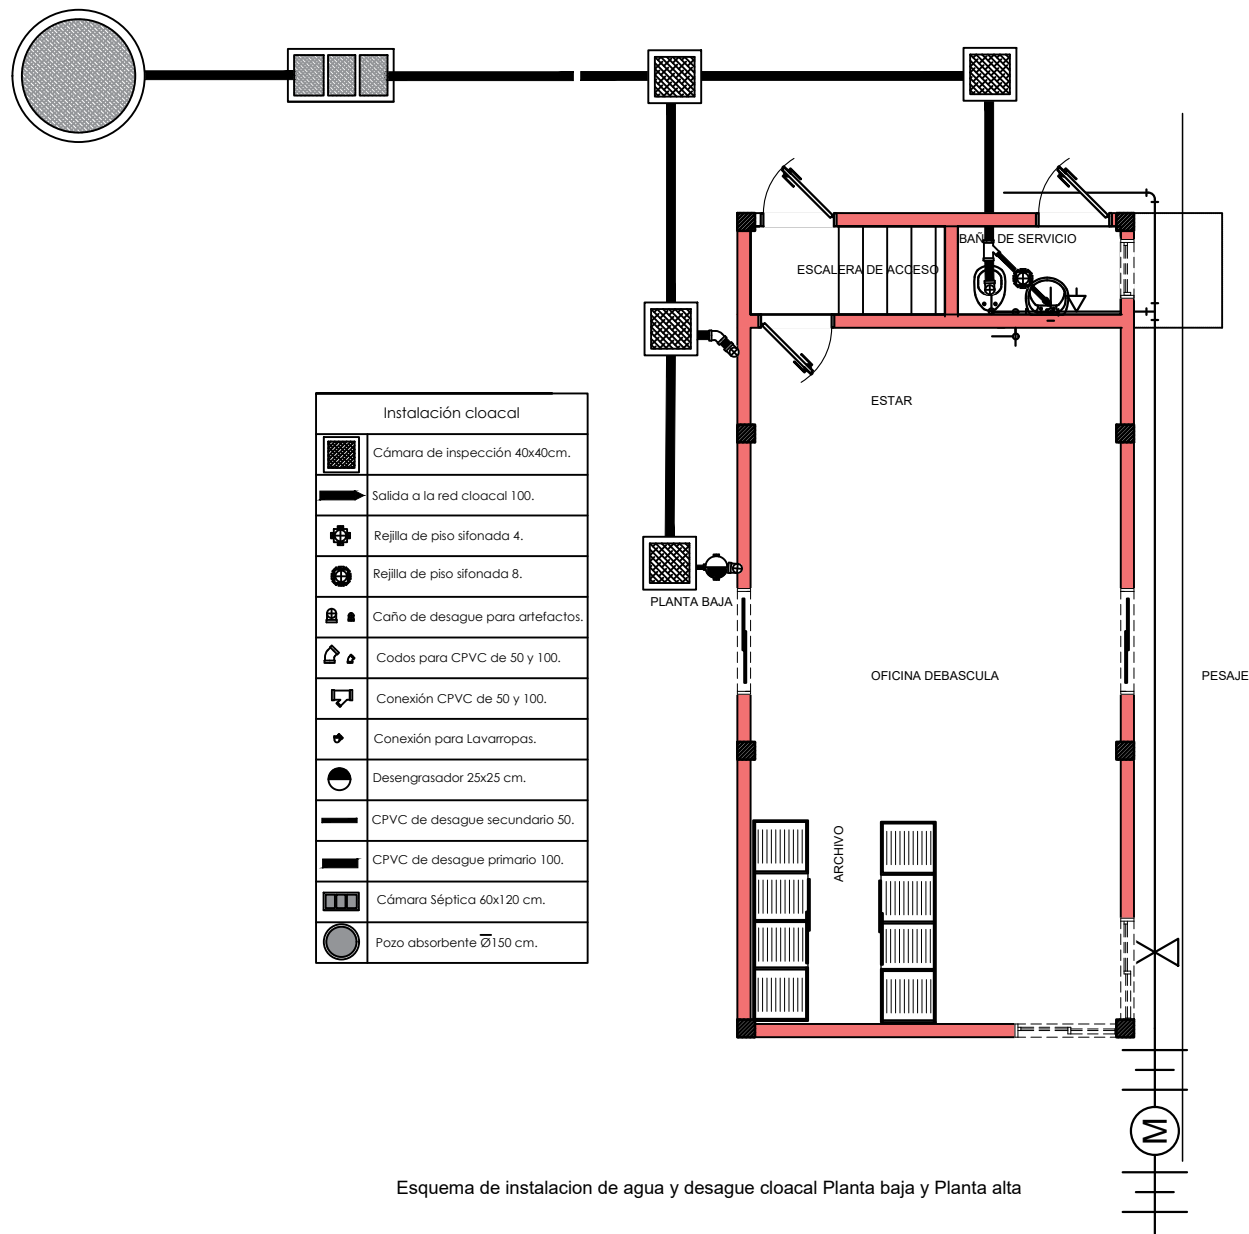 BAÑO DE SERVICIO
ESCALERA DE ACCESO
ESTAR
Instalación cloacal
Cámara de inspección 40x40cm.
Salida a la red cloacal 100.
Rejilla de piso sifonada 4.
Rejilla de piso sifonada 8.
Caño de desague para artefactos.
Codos para CPVC de 50 y 100.
Conexión CPVC de 50 y 100.
Conexión para Lavarropas.
Desengrasador 25x25 cm.
CPVC de desague secundario 50.
CPVC de desague primario 100.
Cámara Séptica 60x120 cm.
Pozo absorbente Ø150 cm.
PLANTA BAJA
OFICINA DEBASCULA
PESAJE
ARCHIVO
M
Esquema de instalacion de agua y desague cloacal Planta baja y Planta alta